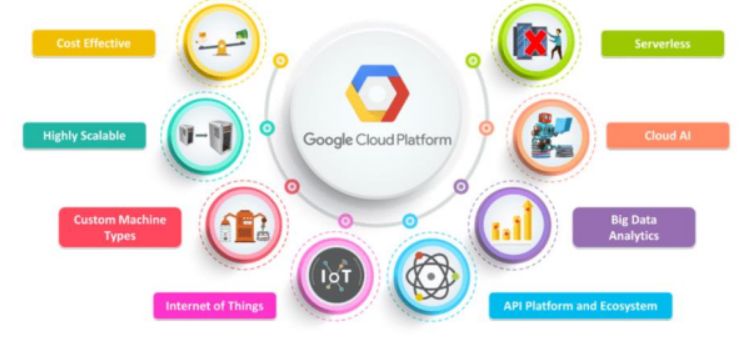 Cost Effective
Serverless
Google Cloud Platform
Highly Scalable
Cloud AI
Custom Machine
Types
Big Data
Analytics
IoT
Internet of Things
API Platform and Ecosystem